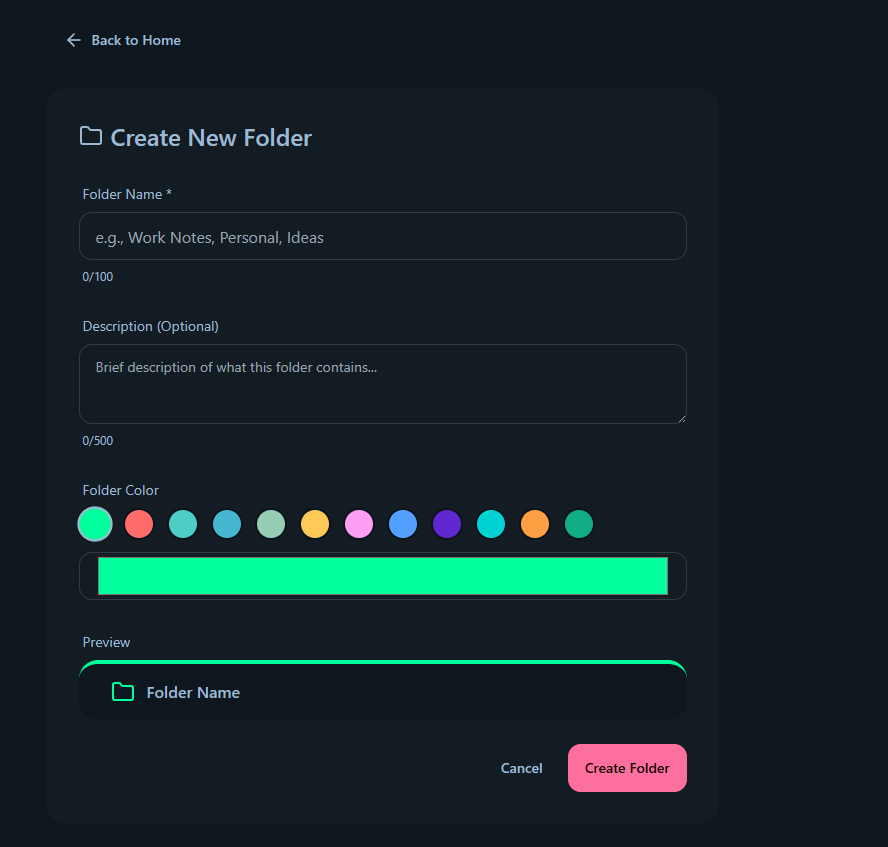 Back to Home
Create New Folder
Folder Name *
e.g., Work Notes, Personal, Ideas
0/100
Description (Optional)
Brief description of what this folder contains...
0/500
Folder Color
Preview
Folder Name
Cancel
Create Folder